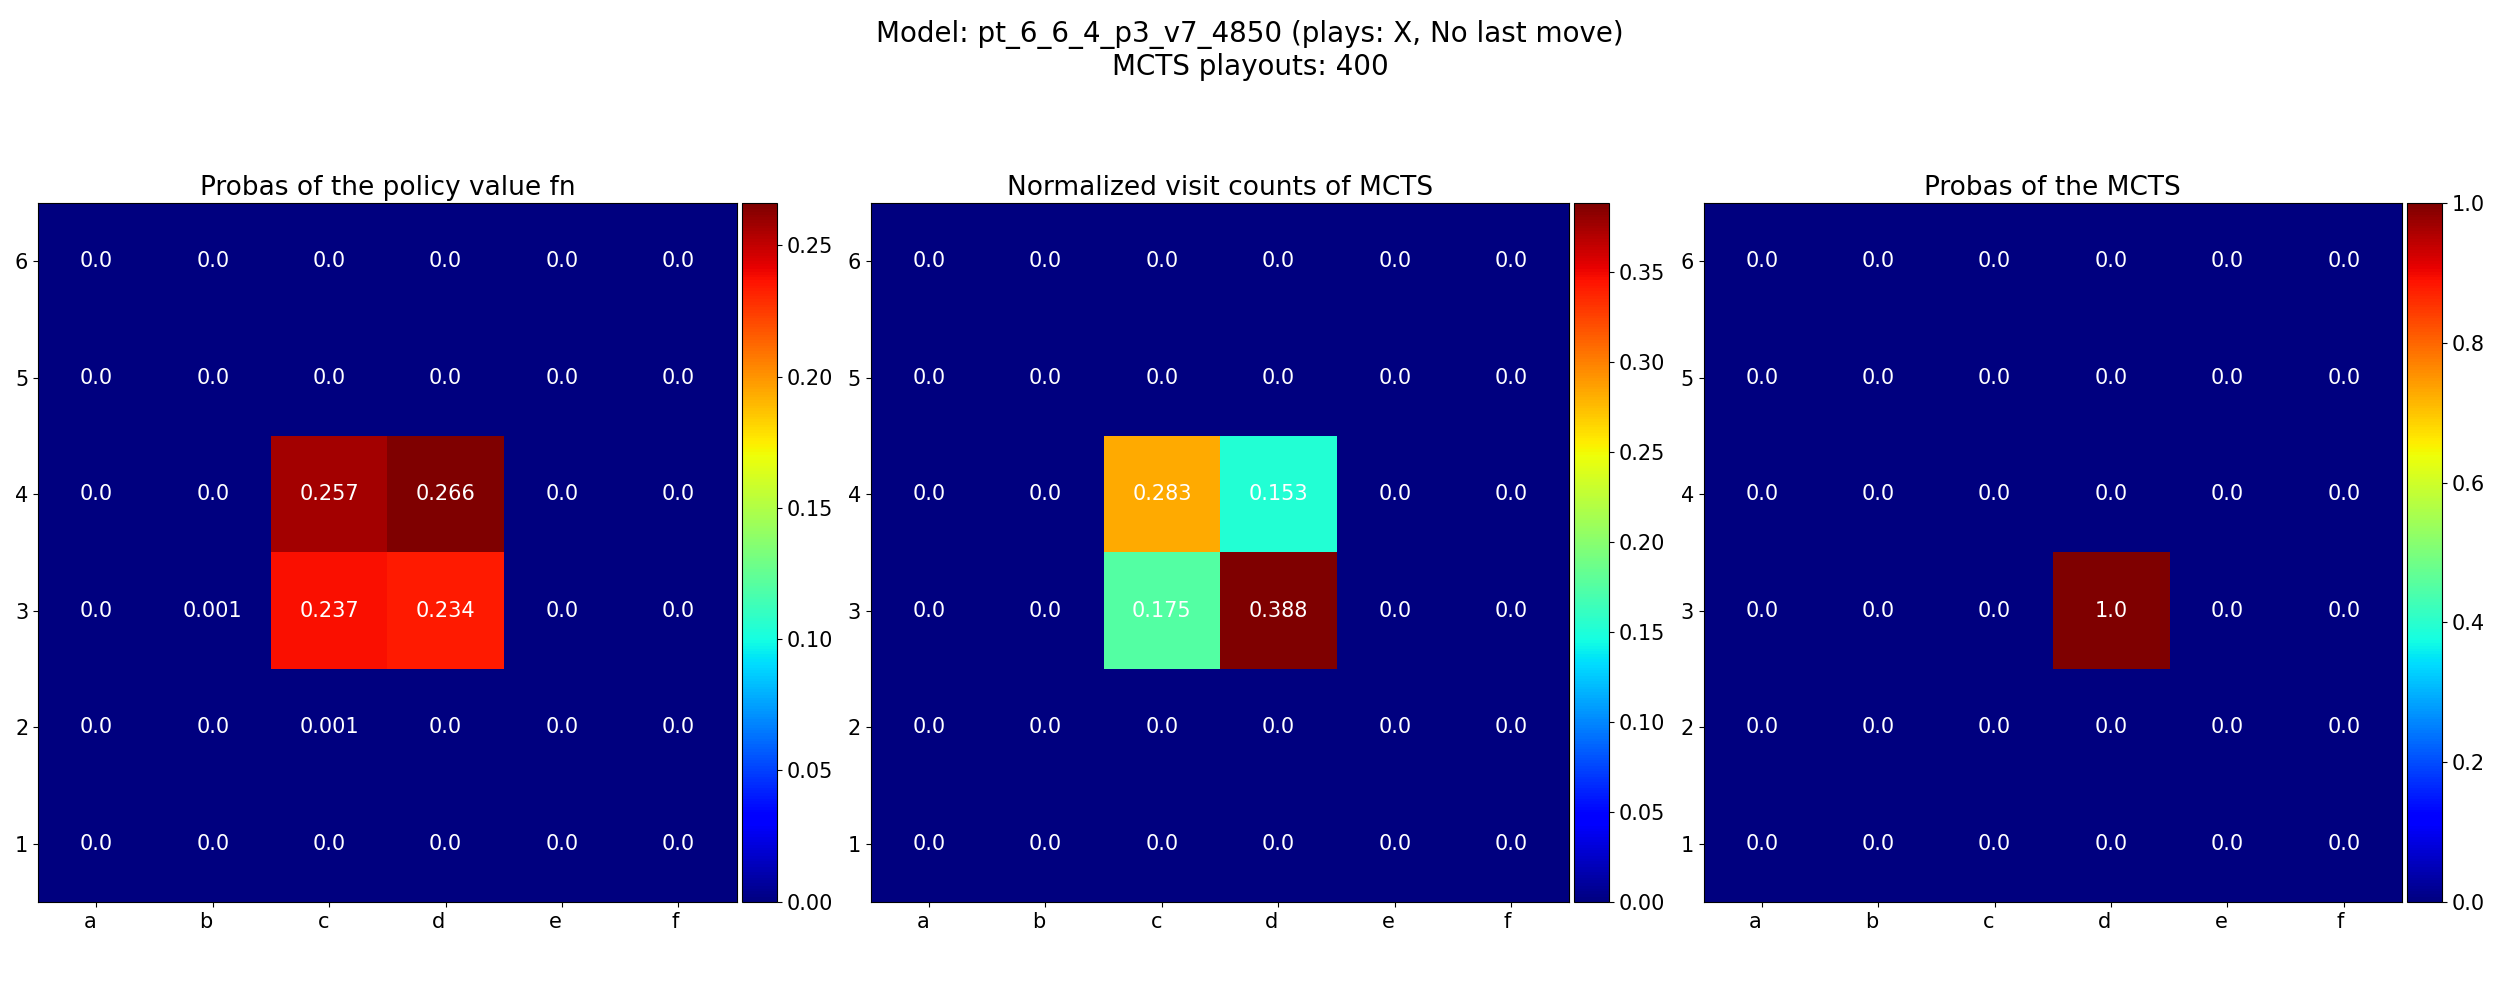 Model: pt_6_6_4_p3_v7_4850 (plays: X, No last move)
MCTS playouts: 400
Probas of the policy value fn
6 0.0 0.0 0.0 0.0 0.0 0.0
5 0.0 0.0 0.0 0.0 0.0 0.0
4 0.0 0.0 0.257 0.266 0.0 0.0
3 0.0 0.001 0.237 0.234 0.0 0.0
2 0.0 0.0 0.001 0.0 0.0 0.0
1 0.0 0.0 0.0 0.0 0.0 0.0
a b c d e f
0.25
0.20
0.15
0.10
0.05
0.00
Normalized visit counts of MCTS
6 0.0 0.0 0.0 0.0 0.0 0.0
5 0.0 0.0 0.0 0.0 0.0 0.0
4 0.0 0.0 0.283 0.153 0.0 0.0
3 0.0 0.0 0.175 0.388 0.0 0.0
2 0.0 0.0 0.0 0.0 0.0 0.0
1 0.0 0.0 0.0 0.0 0.0 0.0
a b c d e f
0.35
0.30
0.25
0.20
0.15
0.10
0.05
0.00
Probas of the MCTS
6 0.0 0.0 0.0 0.0 0.0 0.0
5 0.0 0.0 0.0 0.0 0.0 0.0
4 0.0 0.0 0.0 0.0 0.0 0.0
3 0.0 0.0 0.0 1.0 0.0 0.0
2 0.0 0.0 0.0 0.0 0.0 0.0
1 0.0 0.0 0.0 0.0 0.0 0.0
a b c d e f
1.0
0.8
0.6
0.4
0.2
0.0